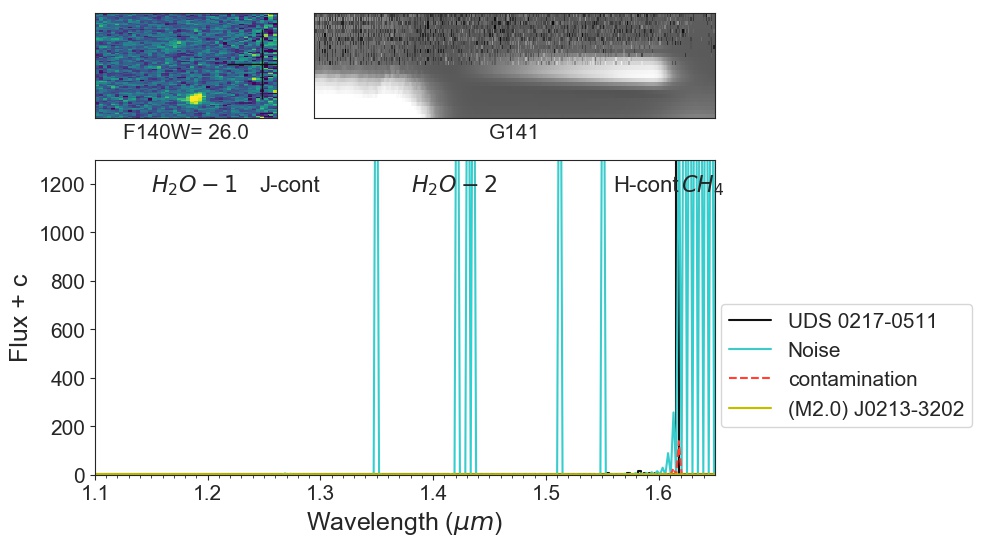 F140W= 26.0
G141
H₂O − 1
J-cont
H₂O − 2
H-cont
CH₄
1200
1000
800
600
400
200
0
Flux + c
1.1
1.2
1.3
1.4
1.5
1.6
Wavelength (μm)
UDS 0217-0511
Noise
contamination
(M2.0) J0213-3202